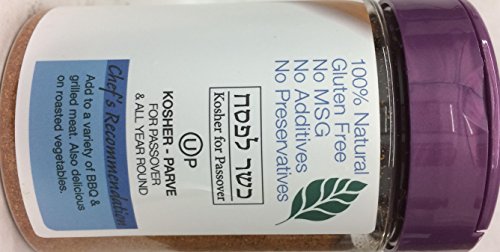 100% Natural
Gluten Free
No MSG
No Additives
No Preservatives
כשר לפסח
Kosher for Passover
U P
KOSHER - PARVE
FOR PASSOVER
& ALL YEAR ROUND
Chef's Recommendation
Add to a variety of BBQ &
grilled meat. Also delicious
on roasted vegetables.